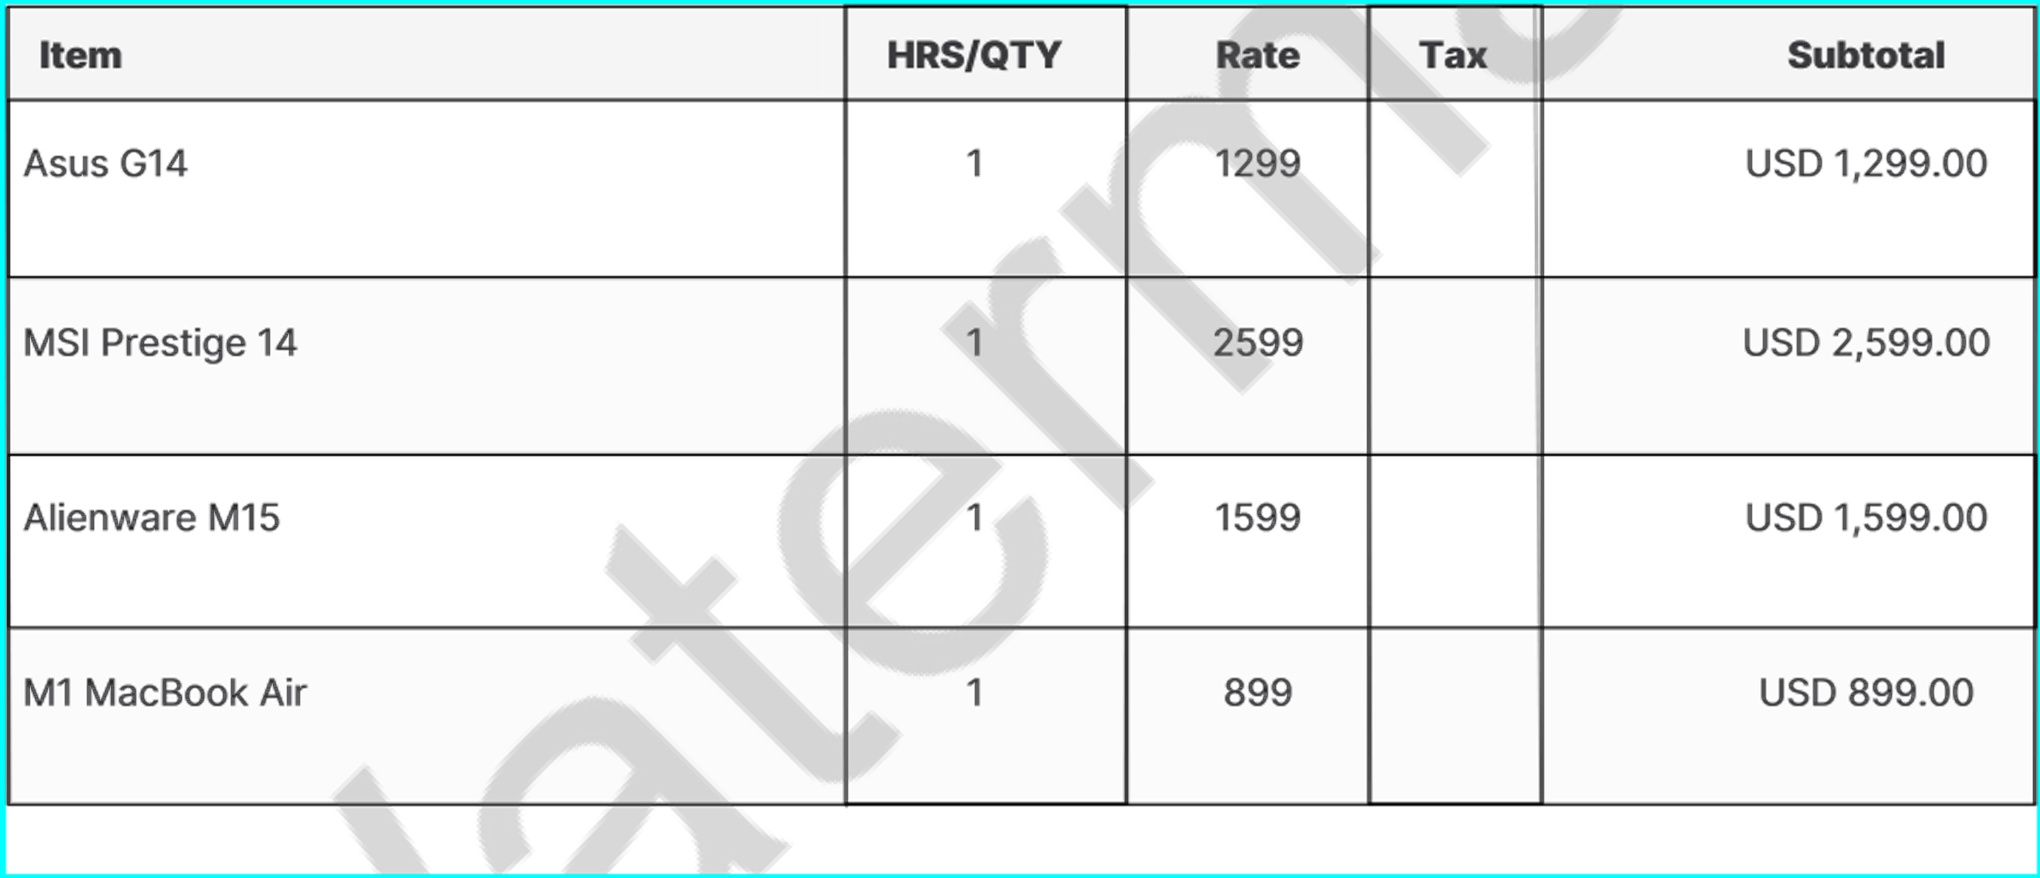 Item HRS/QTY Rate Tax Subtotal
Asus G14 1 1299 USD 1,299.00
MSI Prestige 14 1 2599 USD 2,599.00
Alienware M15 1 1599 USD 1,599.00
M1 MacBook Air 1 899 USD 899.00